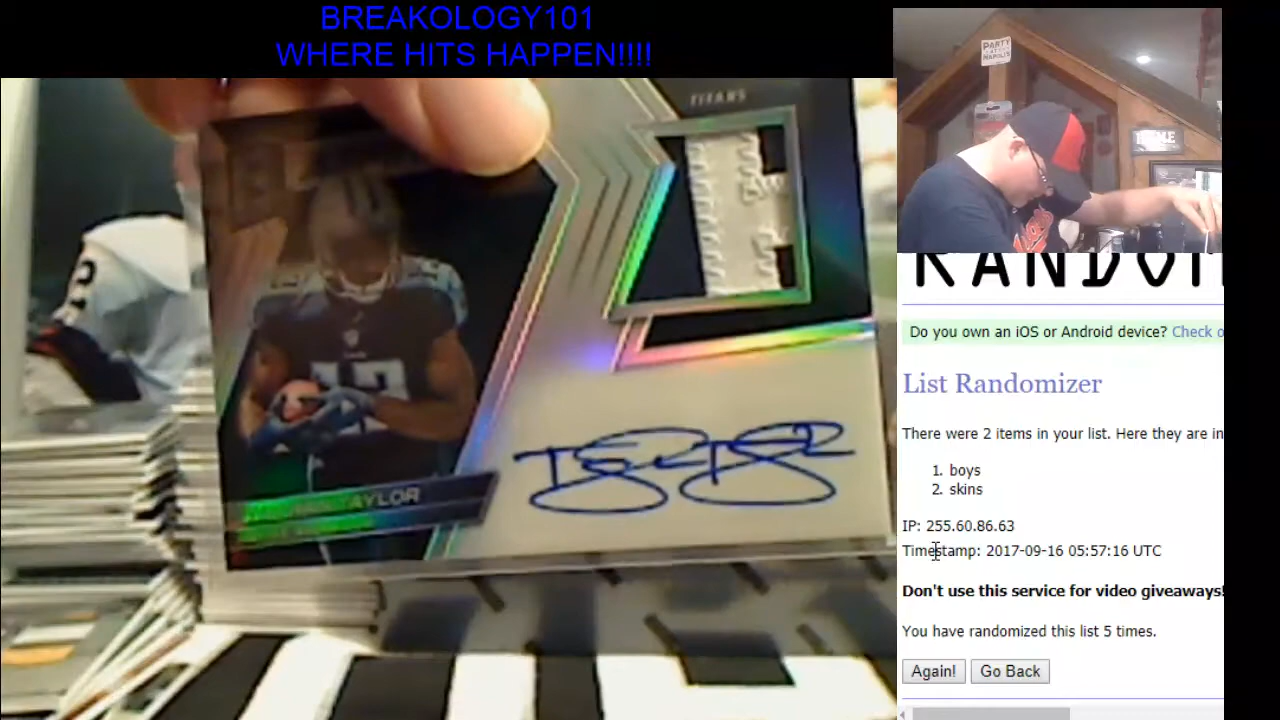 BREAKOLOGY101
WHERE HITS HAPPEN!!!!
TITANS
TAYLOR
PARTY
RANDOM
Do you own an iOS or Android device? Check o
List Randomizer
There were 2 items in your list. Here they are in
1. boys
2. skins
IP: 255.60.86.63
Timestamp: 2017-09-16 05:57:16 UTC
Don't use this service for video giveaways!
You have randomized this list 5 times.
Again!
Go Back